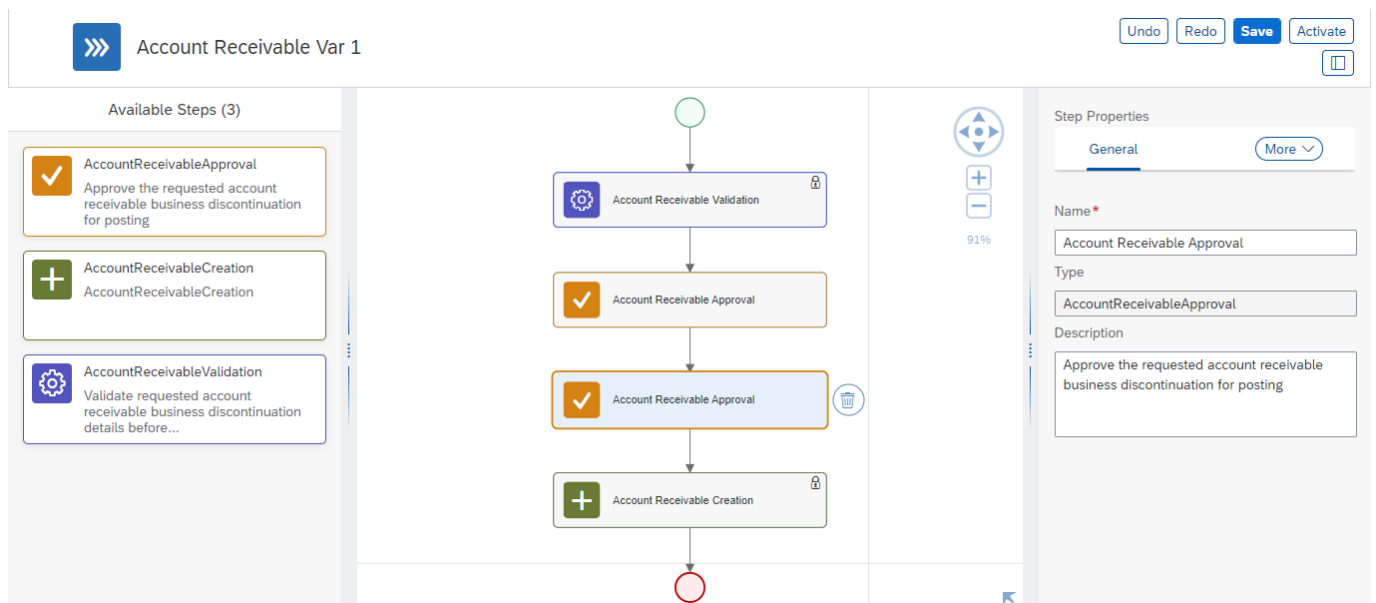 Account Receivable Var 1
Undo
Redo
Save
Activate
Available Steps (3)
AccountReceivableApproval
Approve the requested account
receivable business discontinuation
for posting
AccountReceivableCreation
AccountReceivableCreation
AccountReceivableValidation
Validate requested account
receivable business discontinuation
details before...
Account Receivable Validation
Account Receivable Approval
Account Receivable Approval
Account Receivable Creation
91%
Step Properties
General
More
Name*
Account Receivable Approval
Type
AccountReceivableApproval
Description
Approve the requested account receivable
business discontinuation for posting